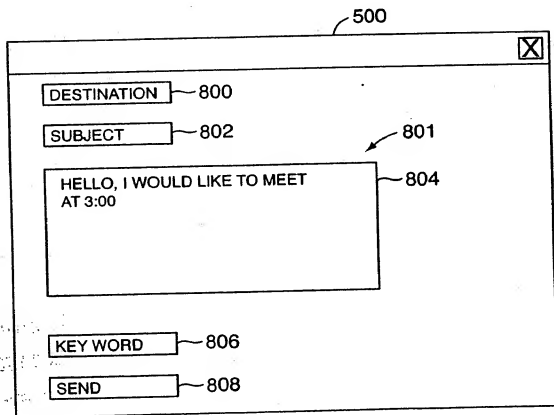 500
X
DESTINATION 800
SUBJECT 802
801
HELLO, I WOULD LIKE TO MEET 804
AT 3:00
KEY WORD 806
SEND 808